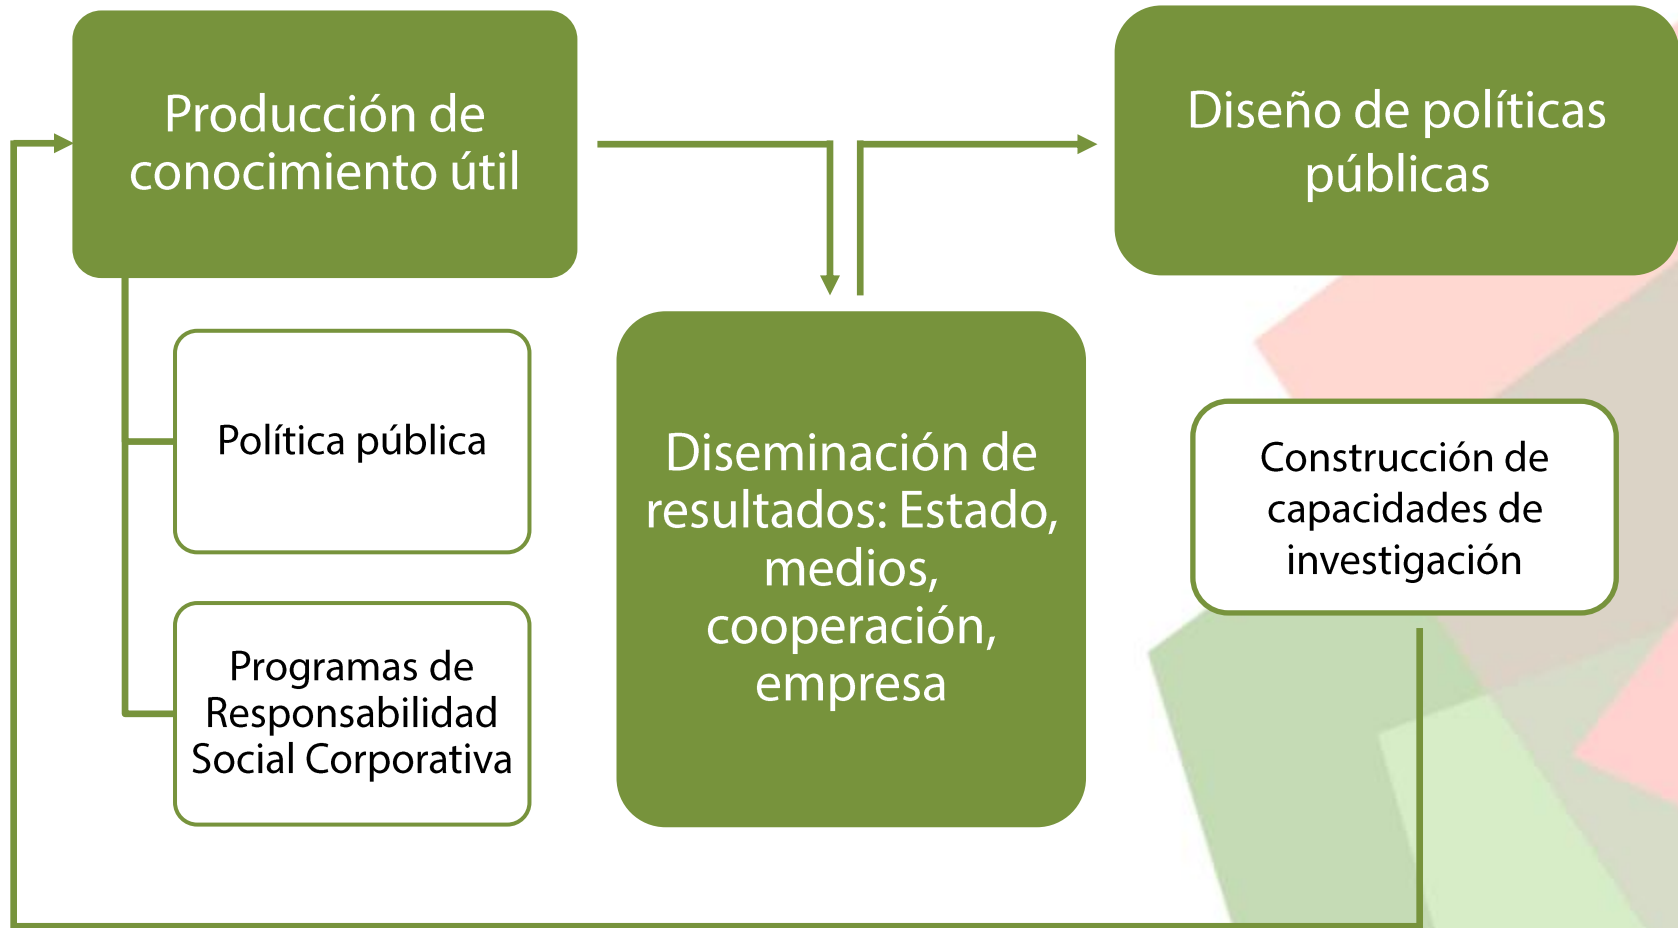 Producción de
conocimiento útil
Diseño de políticas
públicas
Política pública
Programas de
Responsabilidad
Social Corporativa
Diseminación de
resultados: Estado,
medios,
cooperación,
empresa
Construcción de
capacidades de
investigación